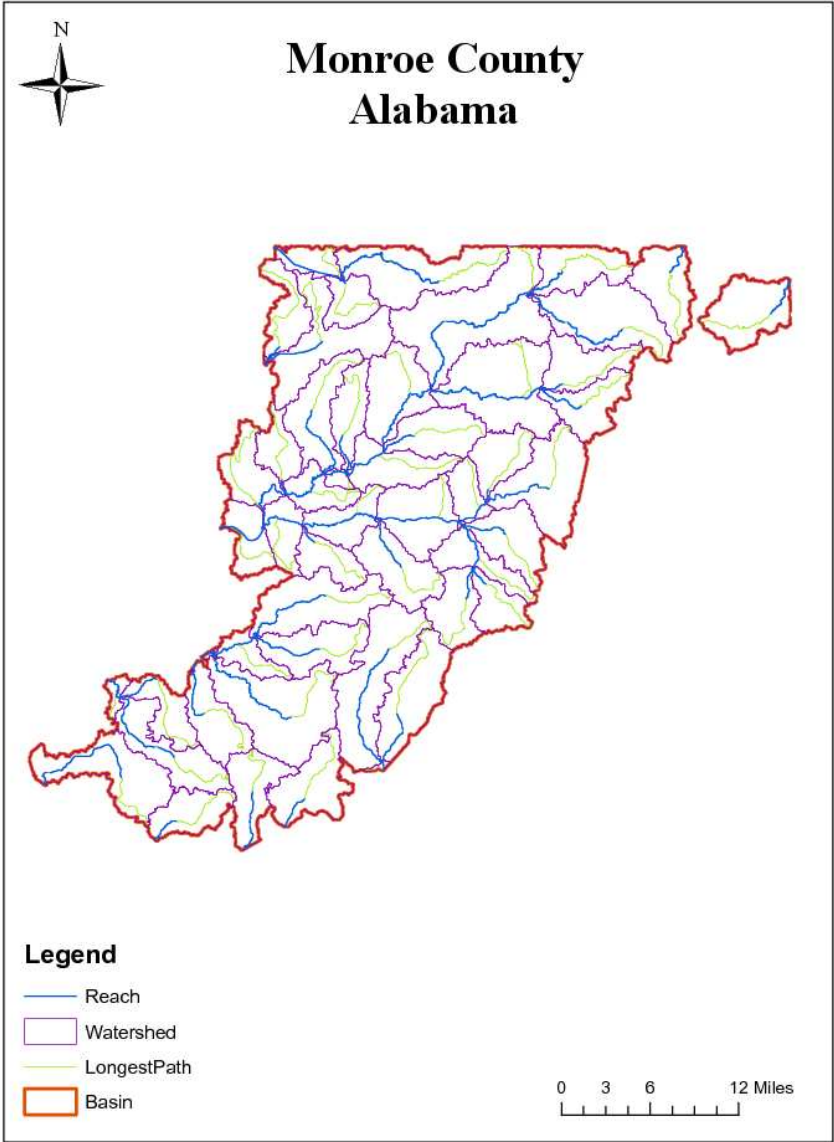 N
Monroe County
Alabama
Legend
Reach
Watershed
LongestPath
Basin
0 3 6 12 Miles